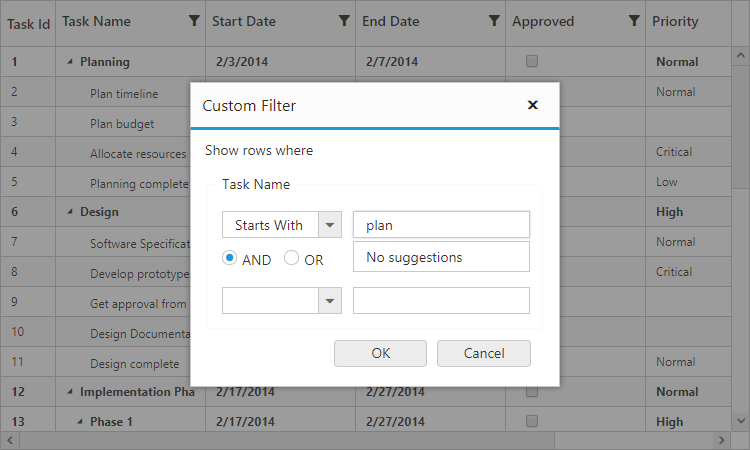 Task Id Task Name Start Date End Date Approved Priority
1 Planning 2/3/2014 2/7/2014 Normal
2 Plan timeline Normal
3 Plan budget
4 Allocate resources Critical
5 Planning complete Low
6 Design High
7 Software Specificat Normal
8 Develop prototype Critical
9 Get approval from
10 Design Documenta
11 Design complete Normal
12 Implementation Pha 2/17/2014 2/27/2014 Normal
13 Phase 1 2/17/2014 2/27/2014 High
Custom Filter
Show rows where
Task Name
Starts With plan
AND OR No suggestions
OK Cancel